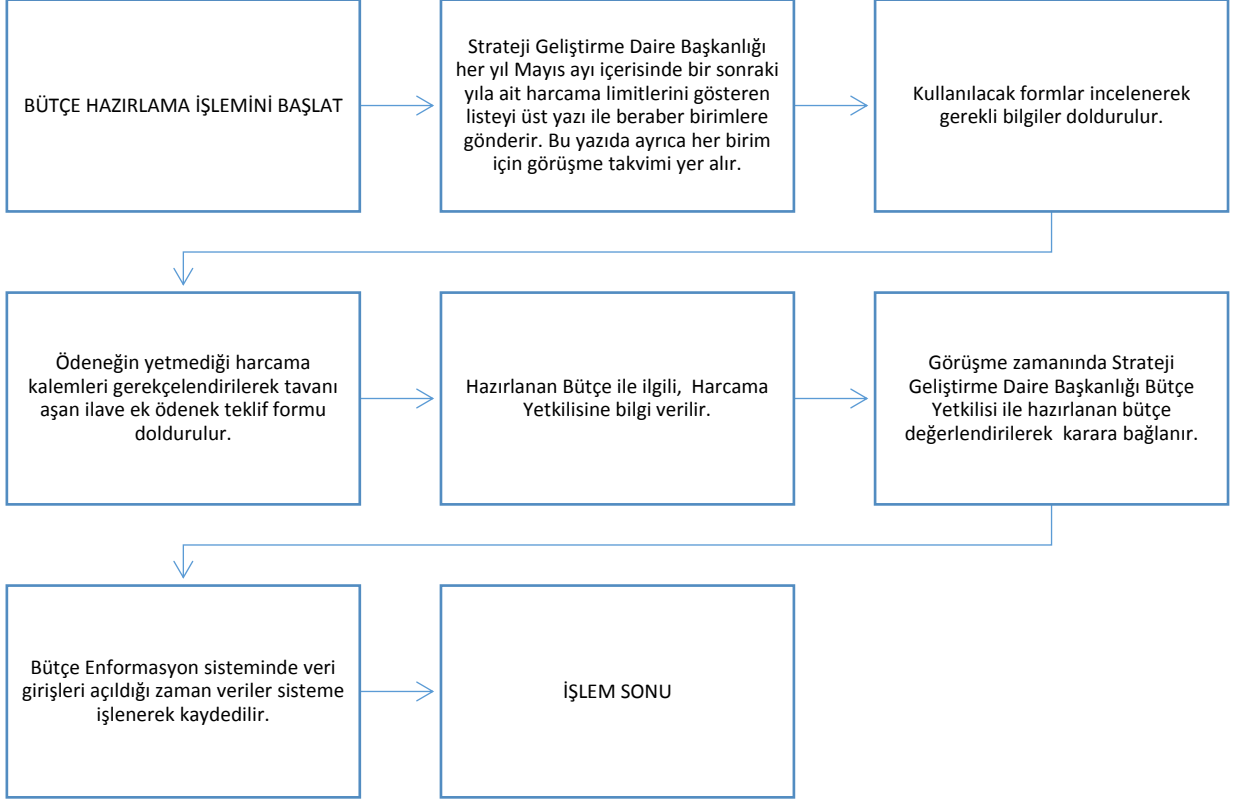 BÜTÇE HAZIRLAMA İŞLEMİNİ BAŞLAT
Strateji Geliştirme Daire Başkanlığı
her yıl Mayıs ayı içerisinde bir sonraki
yıla ait harcama limitlerini gösteren
listeyi üst yazı ile beraber birimlere
gönderir. Bu yazıda ayrıca her birim
için görüşme takvimi yer alır.
Kullanılacak formlar incelenerek
gerekli bilgiler doldurulur.
Ödeneğin yetmediği harcama
kalemleri gerekçelendirilerek tavanı
aşan ilave ek ödenek teklif formu
doldurulur.
Hazırlanan Bütçe ile ilgili, Harcama
Yetkilisine bilgi verilir.
Görüşme zamanında Strateji
Geliştirme Daire Başkanlığı Bütçe
Yetkilisi ile hazırlanan bütçe
değerlendirilerek karara bağlanır.
Bütçe Enformasyon sisteminde veri
girişleri açıldığı zaman veriler sisteme
işlenerek kaydedilir.
İŞLEM SONU